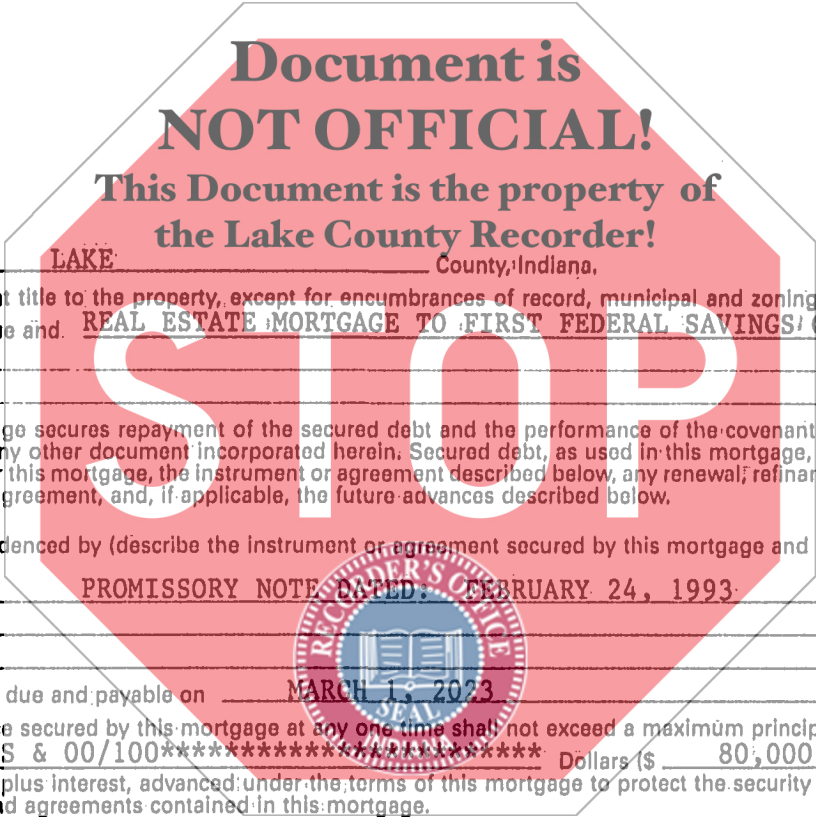 Document is
NOT OFFICIAL!
This Document is the property of
the Lake County Recorder!
LAKE County, Indiana.
t title to the property, except for encumbrances of record, municipal and zoning
e and REAL ESTATE MORTGAGE TO FIRST FEDERAL SAVINGS
STOP
ge secures repayment of the secured debt and the performance of the covenant
ny other document incorporated herein. Secured debt, as used in this mortgage,
this mortgage, the instrument or agreement described below, any renewal, refinan
greement, and, if applicable, the future advances described below.
denced by (describe the instrument or agreement secured by this mortgage and
PROMISSORY NOTE DATED: FEBRUARY 24, 1993
RECORDER'S OFFICE
due and payable on MARCH 1, 2023
SEAL
e secured by this mortgage at any one time shall not exceed a maximum princip
S & 00/100************************ Dollars ($ 80,000
plus interest, advanced under the terms of this mortgage to protect the security
d agreements contained in this mortgage.